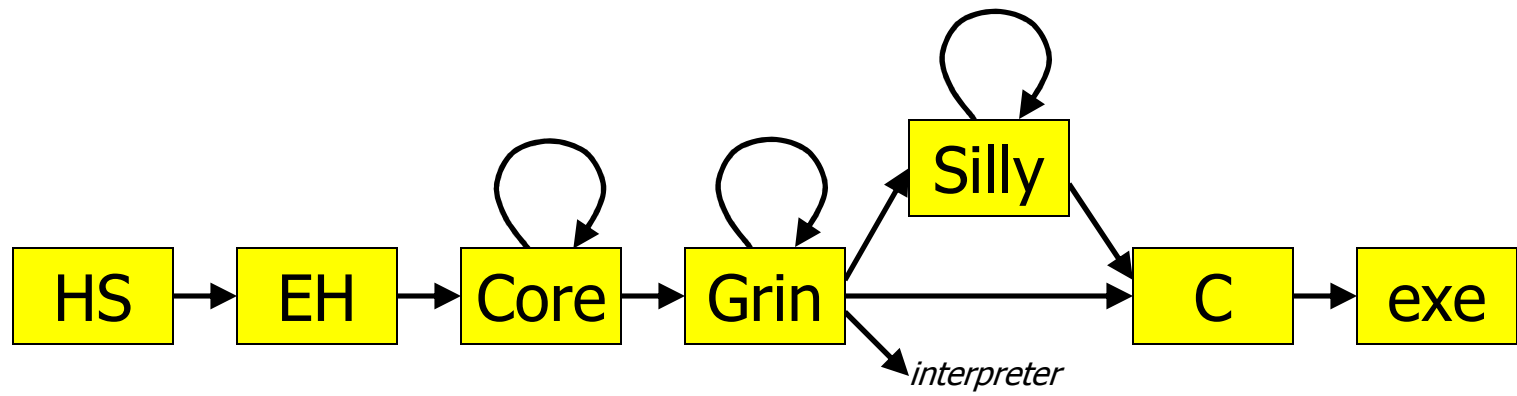 Silly
HS
EH
Core
Grin
C
exe
interpreter